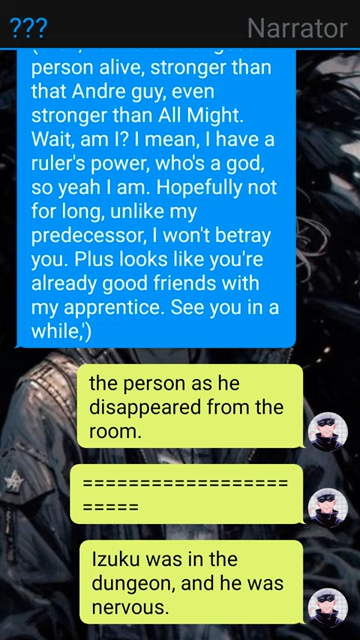 ??? Narrator
person alive, stronger than
that Andre guy, even
stronger than All Might.
Wait, am I? I mean, I have a
ruler's power, who's a god,
so yeah I am. Hopefully not
for long, unlike my
predecessor, I won't betray
you. Plus looks like you're
already good friends with
my apprentice. See you in a
while,')
the person as he
disappeared from the
room.
===================
=====
Izuku was in the
dungeon, and he was
nervous.